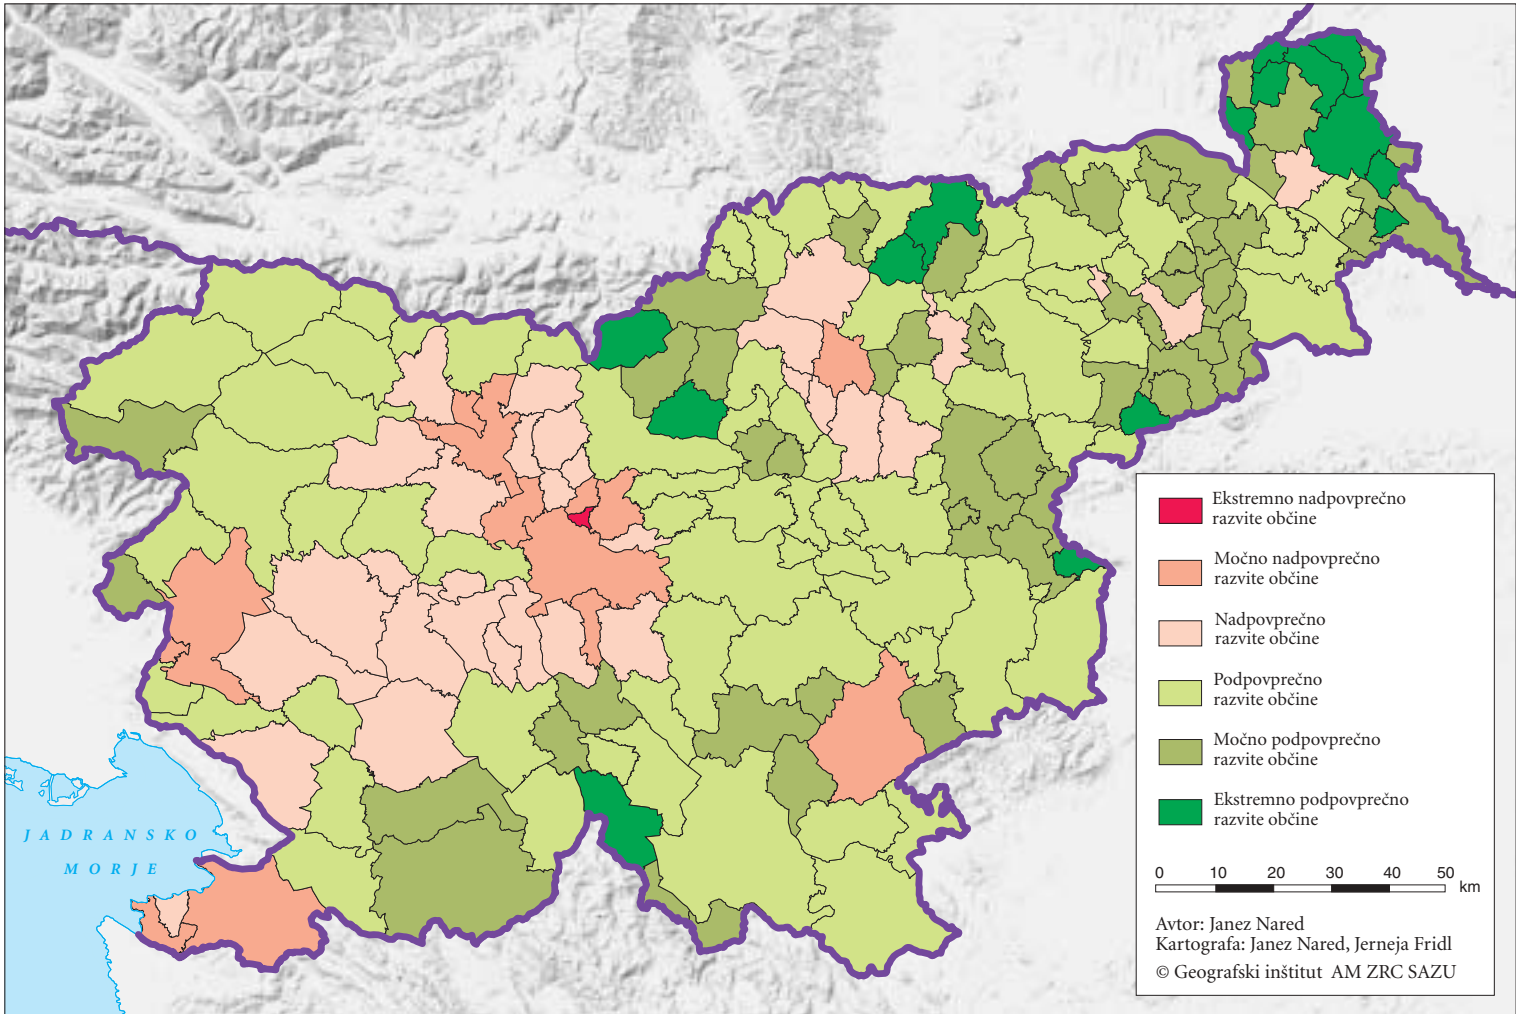 Ekstremno nadpovprečno
razvite občine
Močno nadpovprečno
razvite občine
Nadpovprečno
razvite občine
Podpovprečno
razvite občine
Močno podpovprečno
razvite občine
Ekstremno podpovprečno
razvite občine
JADRANSKO
MORJE
0 10 20 30 40 50 km
Avtor: Janez Nared
Kartografa: Janez Nared, Jerneja Fridl
© Geografski inštitut AM ZRC SAZU